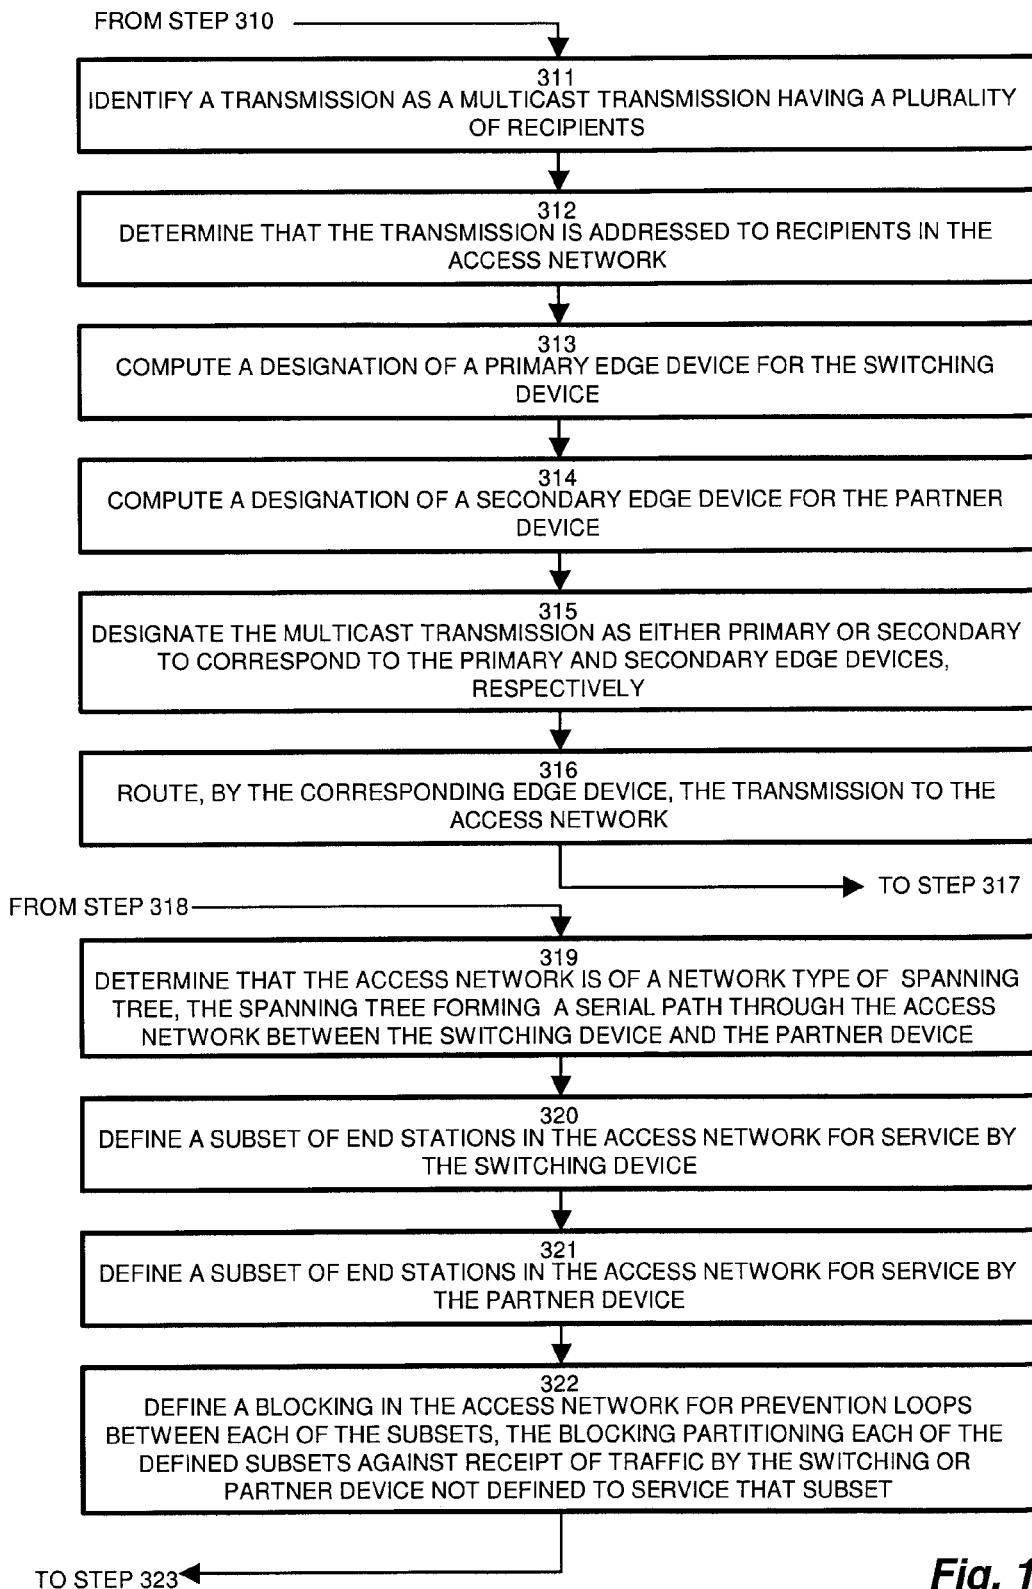 FROM STEP 310
311
IDENTIFY A TRANSMISSION AS A MULTICAST TRANSMISSION HAVING A PLURALITY
OF RECIPIENTS
312
DETERMINE THAT THE TRANSMISSION IS ADDRESSED TO RECIPIENTS IN THE
ACCESS NETWORK
313
COMPUTE A DESIGNATION OF A PRIMARY EDGE DEVICE FOR THE SWITCHING
DEVICE
314
COMPUTE A DESIGNATION OF A SECONDARY EDGE DEVICE FOR THE PARTNER
DEVICE
315
DESIGNATE THE MULTICAST TRANSMISSION AS EITHER PRIMARY OR SECONDARY
TO CORRESPOND TO THE PRIMARY AND SECONDARY EDGE DEVICES,
RESPECTIVELY
316
ROUTE, BY THE CORRESPONDING EDGE DEVICE, THE TRANSMISSION TO THE
ACCESS NETWORK
TO STEP 317
FROM STEP 318
319
DETERMINE THAT THE ACCESS NETWORK IS OF A NETWORK TYPE OF SPANNING
TREE, THE SPANNING TREE FORMING A SERIAL PATH THROUGH THE ACCESS
NETWORK BETWEEN THE SWITCHING DEVICE AND THE PARTNER DEVICE
320
DEFINE A SUBSET OF END STATIONS IN THE ACCESS NETWORK FOR SERVICE BY
THE SWITCHING DEVICE
321
DEFINE A SUBSET OF END STATIONS IN THE ACCESS NETWORK FOR SERVICE BY
THE PARTNER DEVICE
322
DEFINE A BLOCKING IN THE ACCESS NETWORK FOR PREVENTION LOOPS
BETWEEN EACH OF THE SUBSETS, THE BLOCKING PARTITIONING EACH OF THE
DEFINED SUBSETS AGAINST RECEIPT OF TRAFFIC BY THE SWITCHING OR
PARTNER DEVICE NOT DEFINED TO SERVICE THAT SUBSET
TO STEP 323
Fig. 1